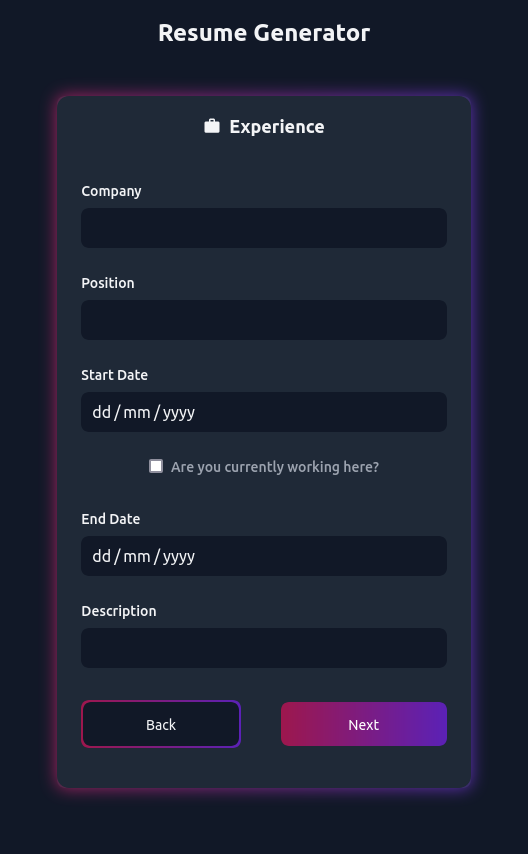 Resume Generator
Experience
Company
Position
Start Date
dd/mm/yyyy
Are you currently working here?
End Date
dd/mm/yyyy
Description
Back Next